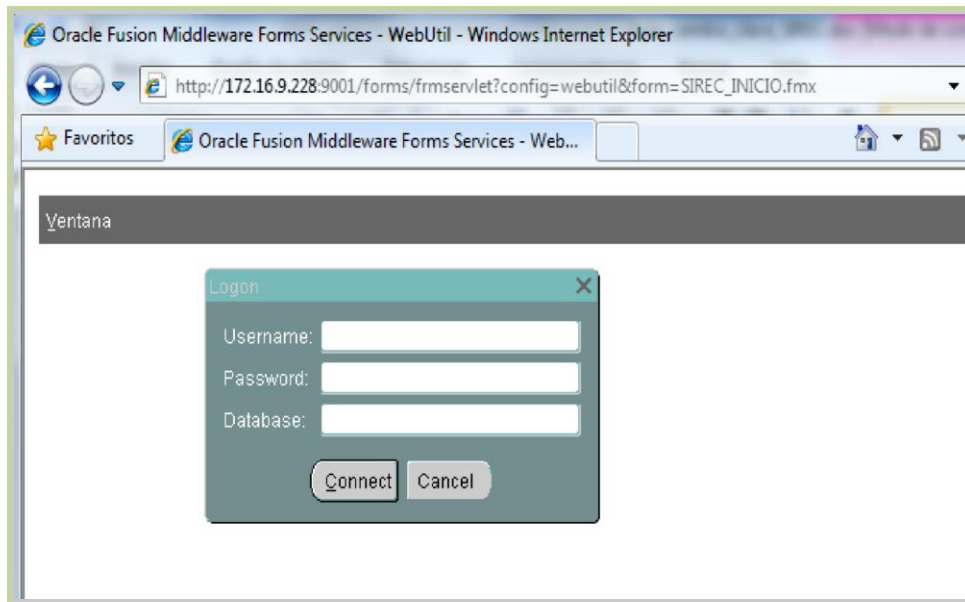 Oracle Fusion Middleware Forms Services - WebUtil - Windows Internet Explorer
http://172.16.9.228:9001/forms/frmservlet?config=webutil&form=SIREC_INICIO.fmx
Favoritos
Oracle Fusion Middleware Forms Services - Web...
Ventana
Logon
Username:
Password:
Database:
Connect Cancel